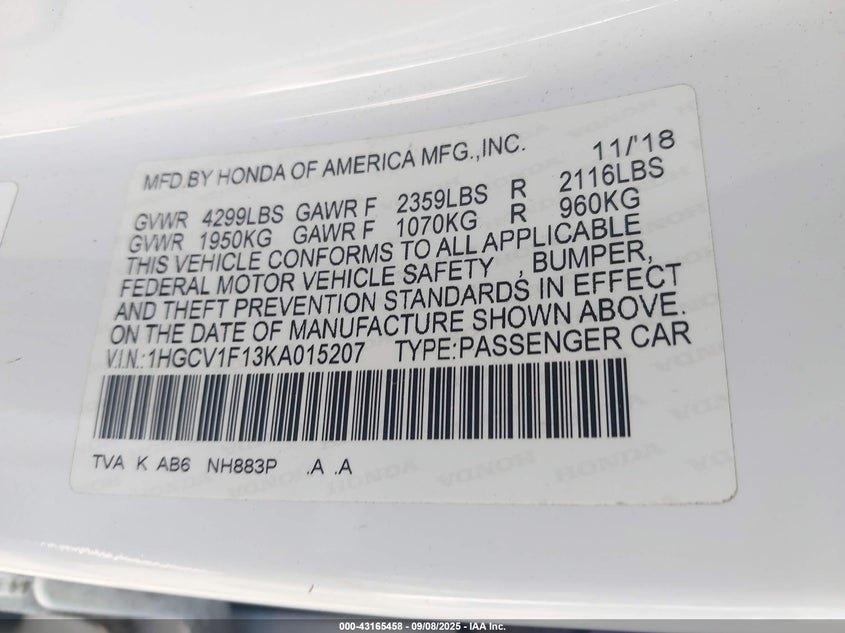 MFD.BY HONDA OF AMERICA MFG.,INC. 11/'18
GVWR 4299LBS GAWR F 2359LBS R 2116LBS
GVWR 1950KG GAWR F 1070KG R 960KG
THIS VEHICLE CONFORMS TO ALL APPLICABLE
FEDERAL MOTOR VEHICLE SAFETY , BUMPER,
AND THEFT PREVENTION STANDARDS IN EFFECT
ON THE DATE OF MANUFACTURE SHOWN ABOVE.
V.I.N.:1HGCV1F13KA015207 TYPE:PASSENGER CAR
TVA K AB6 NH883P .A .A
000-43165458 - 09/08/2025 - IAA Inc.